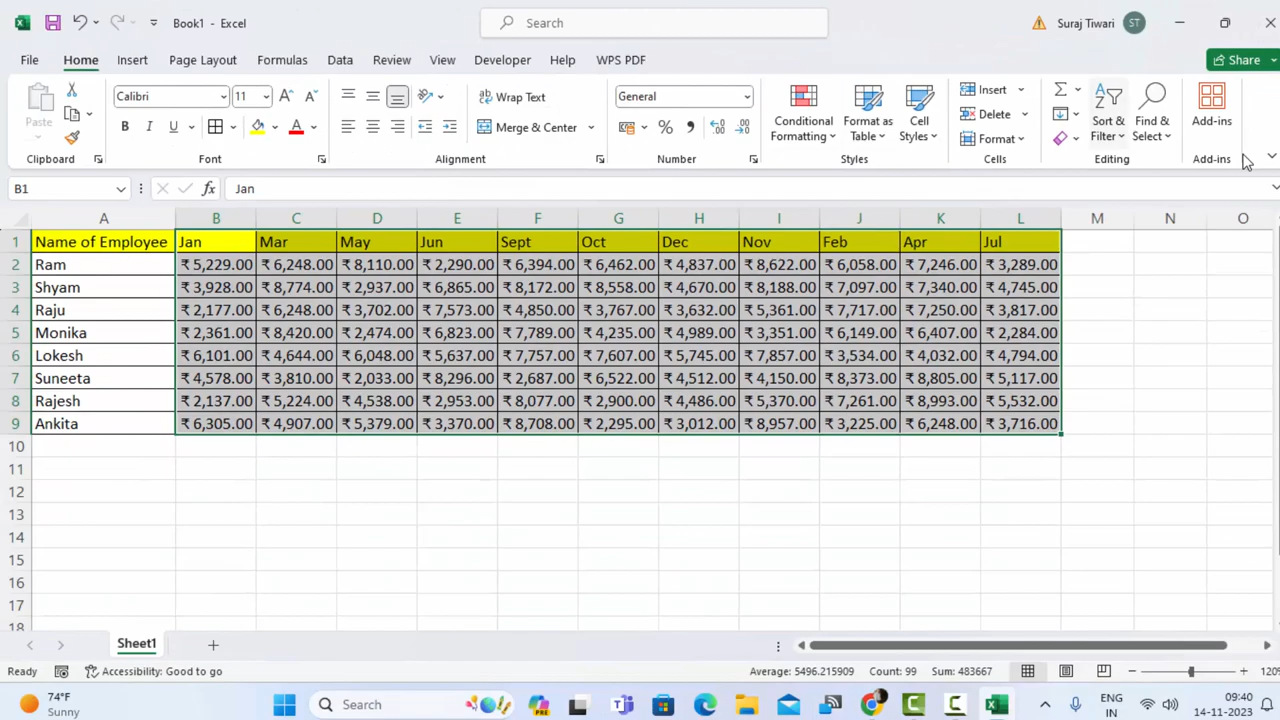 Book1 - Excel
Search
Suraj Tiwari
ST
File Home Insert Page Layout Formulas Data Review View Developer Help WPS PDF
Share
Paste
Calibri 11
B I U
Wrap Text
Merge & Center
General
Conditional Formatting
Format as Table
Cell Styles
Insert
Delete
Format
Sort & Filter
Find & Select
Add-ins
Clipboard Font Alignment Number Styles Cells Editing Add-ins
B1 fx Jan
A B C D E F G H I J K L M N O
1 Name of Employee Jan Mar May Jun Sept Oct Dec Nov Feb Apr Jul
2 Ram ₹ 5,229.00 ₹ 6,248.00 ₹ 8,110.00 ₹ 2,290.00 ₹ 6,394.00 ₹ 6,462.00 ₹ 4,837.00 ₹ 8,622.00 ₹ 6,058.00 ₹ 7,246.00 ₹ 3,289.00
3 Shyam ₹ 3,928.00 ₹ 8,774.00 ₹ 2,937.00 ₹ 6,865.00 ₹ 8,172.00 ₹ 8,558.00 ₹ 4,670.00 ₹ 8,188.00 ₹ 7,097.00 ₹ 7,340.00 ₹ 4,745.00
4 Raju ₹ 2,177.00 ₹ 6,248.00 ₹ 3,702.00 ₹ 7,573.00 ₹ 4,850.00 ₹ 3,767.00 ₹ 3,632.00 ₹ 5,361.00 ₹ 7,717.00 ₹ 7,250.00 ₹ 3,817.00
5 Monika ₹ 2,361.00 ₹ 8,420.00 ₹ 2,474.00 ₹ 6,823.00 ₹ 7,789.00 ₹ 4,235.00 ₹ 4,989.00 ₹ 3,351.00 ₹ 6,149.00 ₹ 6,407.00 ₹ 2,284.00
6 Lokesh ₹ 6,101.00 ₹ 4,644.00 ₹ 6,048.00 ₹ 5,637.00 ₹ 7,757.00 ₹ 7,607.00 ₹ 5,745.00 ₹ 7,857.00 ₹ 3,534.00 ₹ 4,032.00 ₹ 4,794.00
7 Suneeta ₹ 4,578.00 ₹ 3,810.00 ₹ 2,033.00 ₹ 8,296.00 ₹ 2,687.00 ₹ 6,522.00 ₹ 4,512.00 ₹ 4,150.00 ₹ 8,373.00 ₹ 8,805.00 ₹ 5,117.00
8 Rajesh ₹ 2,137.00 ₹ 5,224.00 ₹ 4,538.00 ₹ 2,953.00 ₹ 8,077.00 ₹ 2,900.00 ₹ 4,486.00 ₹ 5,370.00 ₹ 7,261.00 ₹ 8,993.00 ₹ 5,532.00
9 Ankita ₹ 6,305.00 ₹ 4,907.00 ₹ 5,379.00 ₹ 3,370.00 ₹ 8,708.00 ₹ 2,295.00 ₹ 3,012.00 ₹ 8,957.00 ₹ 3,225.00 ₹ 6,248.00 ₹ 3,716.00
10
11
12
13
14
15
16
17
18
Sheet1
Ready Accessibility: Good to go Average: 5496.215909 Count: 99 Sum: 483667 120%
74°F
Sunny
Search
PRE
ENG
IN
09:40
14-11-2023